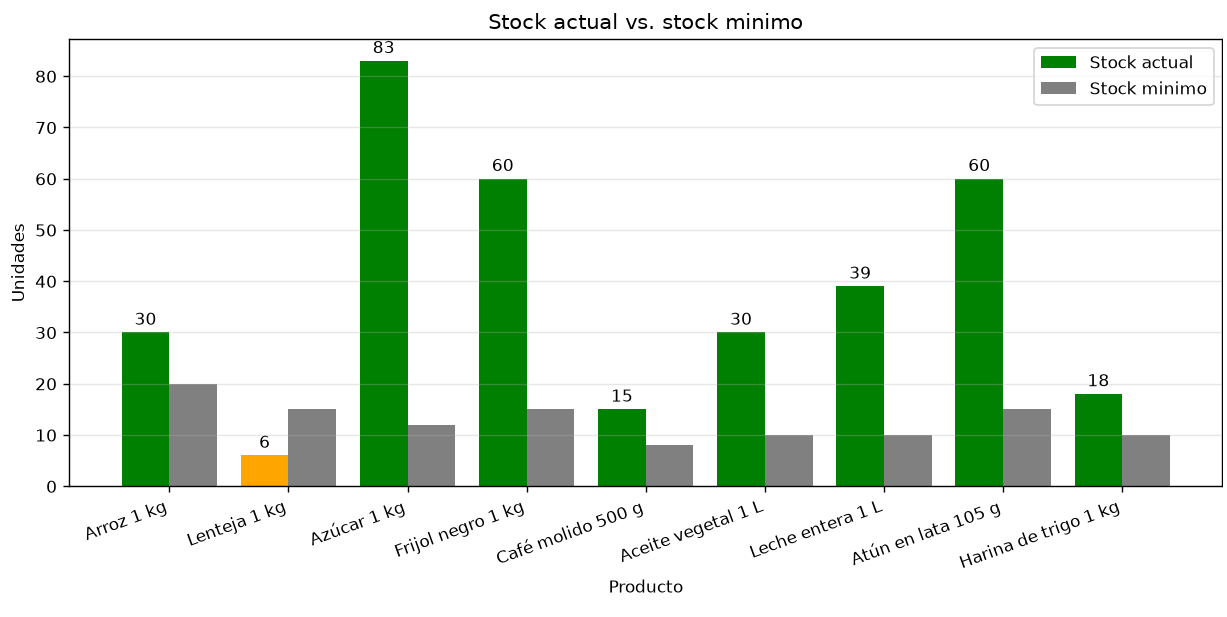 Stock actual vs. stock minimo
Stock actual
Stock minimo
Unidades
80
70
60
50
40
30
20
10
0
30
6
83
60
15
30
39
60
18
Arroz 1 kg
Lenteja 1 kg
Azúcar 1 kg
Frijol negro 1 kg
Café molido 500 g
Aceite vegetal 1 L
Leche entera 1 L
Atún en lata 105 g
Harina de trigo 1 kg
Producto